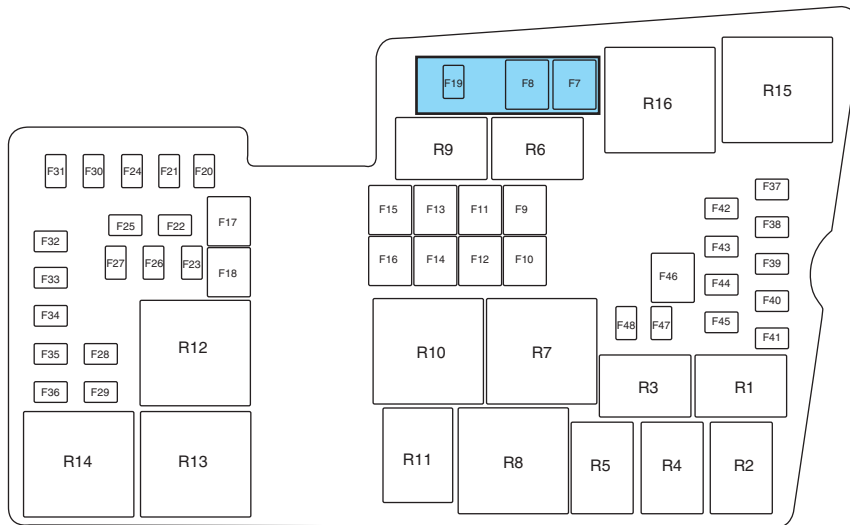 F19 F8 F7
R16 R15
R9 R6
F31 F30 F24 F21 F20
F37
F15 F13 F11 F9
F42
F17
F25 F22
F38
F32
F43
F16 F14 F12 F10
F27 F26 F23
F39
F18
F46
F33
F44
F40
F34
F48 F47
F45
F41
R12
R10 R7
F35 F28
R3 R1
F36 F29
R14 R13
R11 R8 R5 R4 R2